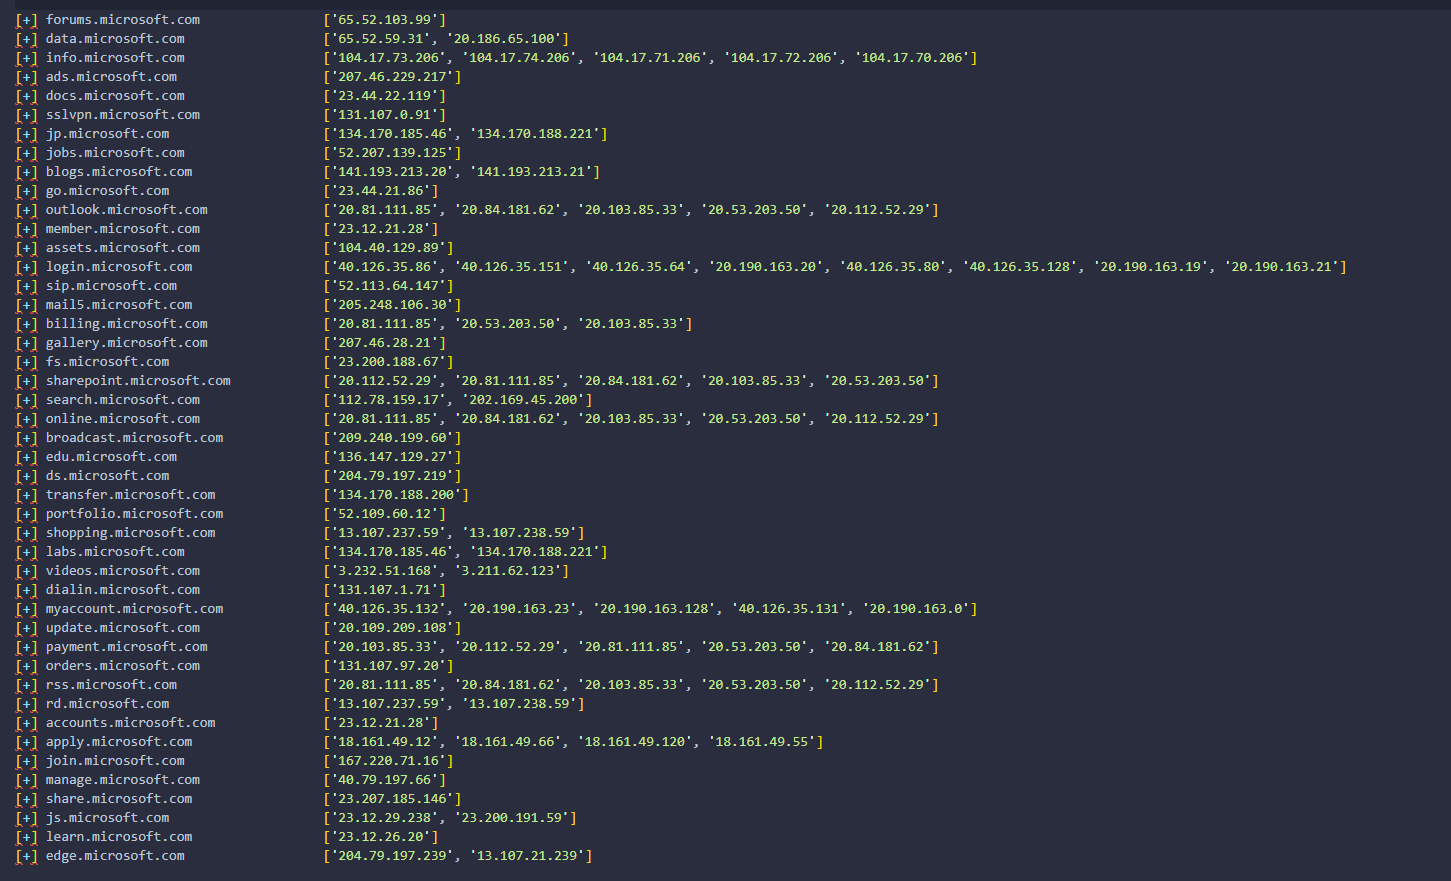 [+] forums.microsoft.com ['65.52.103.99']
[+] data.microsoft.com ['65.52.59.31', '20.186.65.100']
[+] info.microsoft.com ['104.17.73.206', '104.17.74.206', '104.17.71.206', '104.17.72.206', '104.17.70.206']
[+] ads.microsoft.com ['207.46.229.217']
[+] docs.microsoft.com ['23.44.22.119']
[+] sslvpn.microsoft.com ['131.107.0.91']
[+] jp.microsoft.com ['134.170.185.46', '134.170.188.221']
[+] jobs.microsoft.com ['52.207.139.125']
[+] blogs.microsoft.com ['141.193.213.20', '141.193.213.21']
[+] go.microsoft.com ['23.44.21.86']
[+] outlook.microsoft.com ['20.81.111.85', '20.84.181.62', '20.103.85.33', '20.53.203.50', '20.112.52.29']
[+] member.microsoft.com ['23.12.21.28']
[+] assets.microsoft.com ['104.40.129.89']
[+] login.microsoft.com ['40.126.35.86', '40.126.35.151', '40.126.35.64', '20.190.163.20', '40.126.35.80', '40.126.35.128', '20.190.163.19', '20.190.163.21']
[+] sip.microsoft.com ['52.113.64.147']
[+] mail5.microsoft.com ['205.248.106.30']
[+] billing.microsoft.com ['20.81.111.85', '20.53.203.50', '20.103.85.33']
[+] gallery.microsoft.com ['207.46.28.21']
[+] fs.microsoft.com ['23.200.188.67']
[+] sharepoint.microsoft.com ['20.112.52.29', '20.81.111.85', '20.84.181.62', '20.103.85.33', '20.53.203.50']
[+] search.microsoft.com ['112.78.159.17', '202.169.45.200']
[+] online.microsoft.com ['20.81.111.85', '20.84.181.62', '20.103.85.33', '20.53.203.50', '20.112.52.29']
[+] broadcast.microsoft.com ['209.240.199.60']
[+] edu.microsoft.com ['136.147.129.27']
[+] ds.microsoft.com ['204.79.197.219']
[+] transfer.microsoft.com ['134.170.188.200']
[+] portfolio.microsoft.com ['52.109.60.12']
[+] shopping.microsoft.com ['13.107.237.59', '13.107.238.59']
[+] labs.microsoft.com ['134.170.185.46', '134.170.188.221']
[+] videos.microsoft.com ['3.232.51.168', '3.211.62.123']
[+] dialin.microsoft.com ['131.107.1.71']
[+] myaccount.microsoft.com ['40.126.35.132', '20.190.163.23', '20.190.163.128', '40.126.35.131', '20.190.163.0']
[+] update.microsoft.com ['20.109.209.108']
[+] payment.microsoft.com ['20.103.85.33', '20.112.52.29', '20.81.111.85', '20.53.203.50', '20.84.181.62']
[+] orders.microsoft.com ['131.107.97.20']
[+] rss.microsoft.com ['20.81.111.85', '20.84.181.62', '20.103.85.33', '20.53.203.50', '20.112.52.29']
[+] rd.microsoft.com ['13.107.237.59', '13.107.238.59']
[+] accounts.microsoft.com ['23.12.21.28']
[+] apply.microsoft.com ['18.161.49.12', '18.161.49.66', '18.161.49.120', '18.161.49.55']
[+] join.microsoft.com ['167.220.71.16']
[+] manage.microsoft.com ['40.79.197.66']
[+] share.microsoft.com ['23.207.185.146']
[+] js.microsoft.com ['23.12.29.238', '23.200.191.59']
[+] learn.microsoft.com ['23.12.26.20']
[+] edge.microsoft.com ['204.79.197.239', '13.107.21.239']